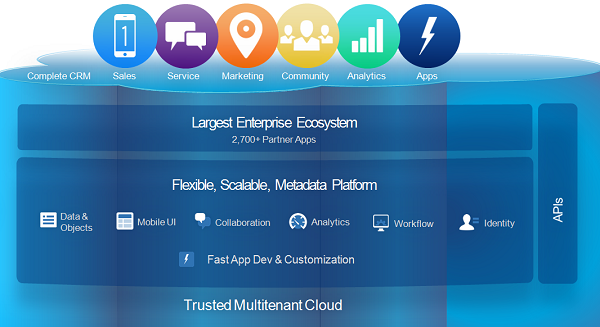 1
Complete CRM
Sales
Service
Marketing
Community
Analytics
Apps
Largest Enterprise Ecosystem
2,700+ Partner Apps
Flexible, Scalable, Metadata Platform
Data &
Objects
Mobile UI
Collaboration
Analytics
Workflow
Identity
Fast App Dev & Customization
APIs
Trusted Multitenant Cloud